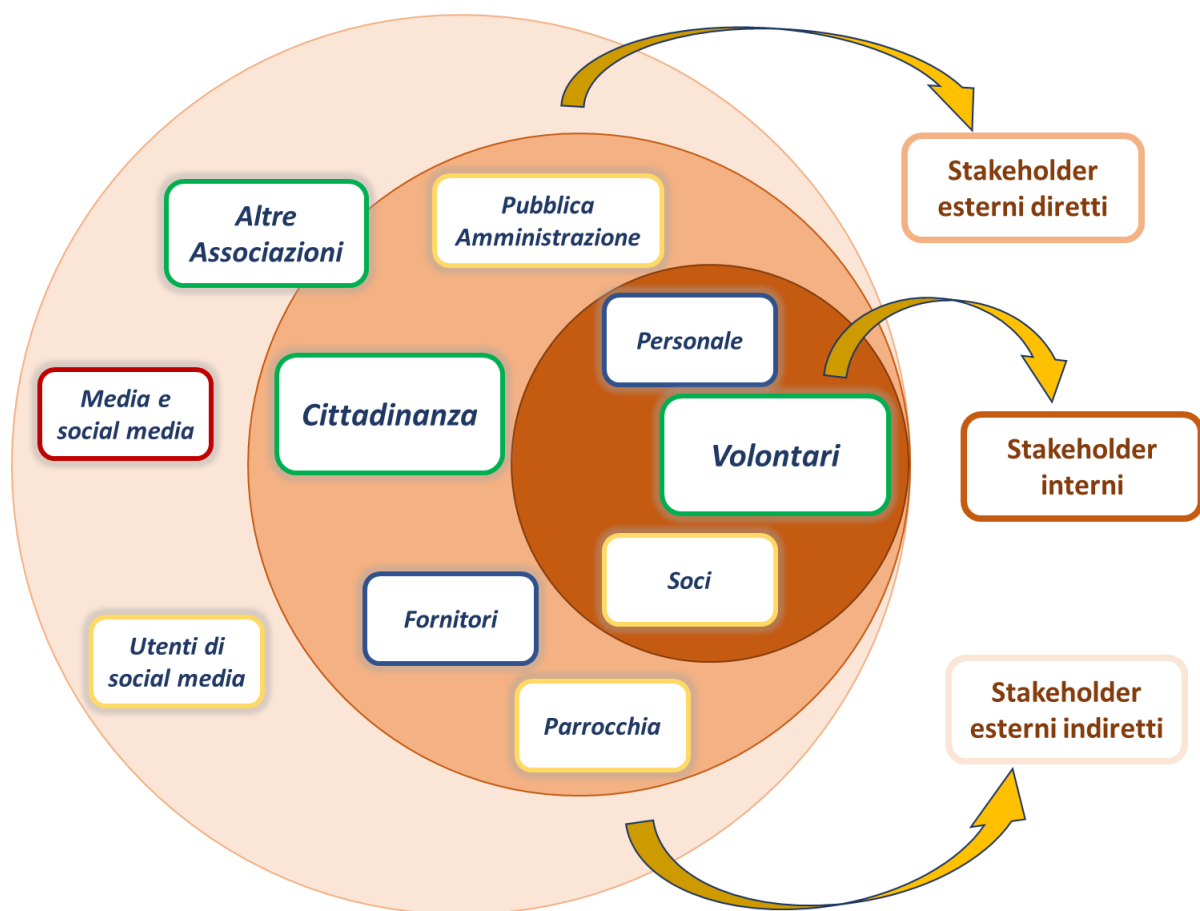 Altre
Associazioni
Pubblica
Amministrazione
Stakeholder
esterni diretti
Personale
Media e
social media
Cittadinanza
Volontari
Stakeholder
interni
Soci
Fornitori
Utenti di
social media
Parrocchia
Stakeholder
esterni indiretti